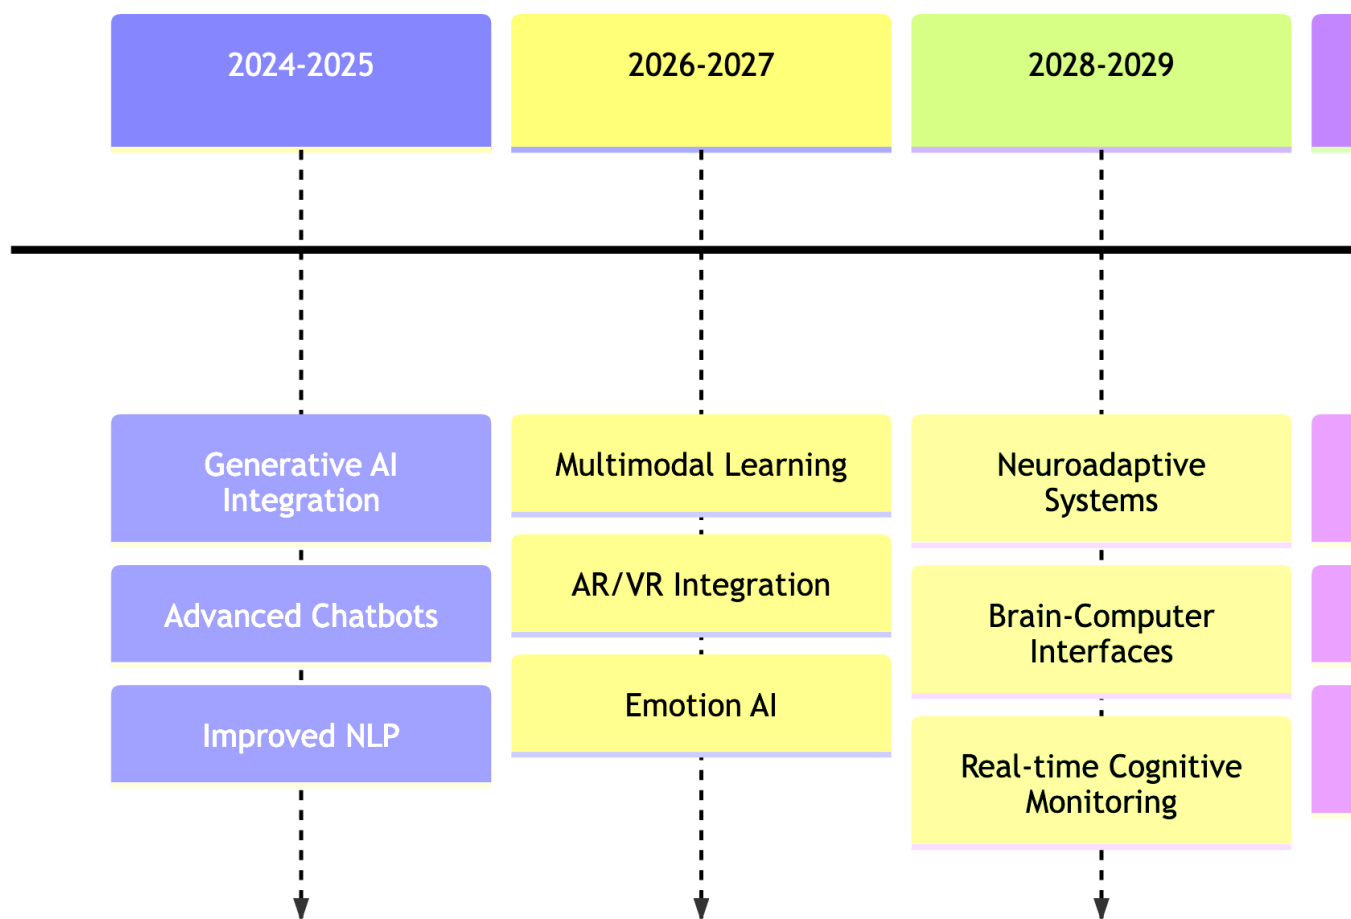 2024-2025
2026-2027
2028-2029
Generative AI
Integration
Advanced Chatbots
Improved NLP
Multimodal Learning
AR/VR Integration
Emotion AI
Neuroadaptive
Systems
Brain-Computer
Interfaces
Real-time Cognitive
Monitoring